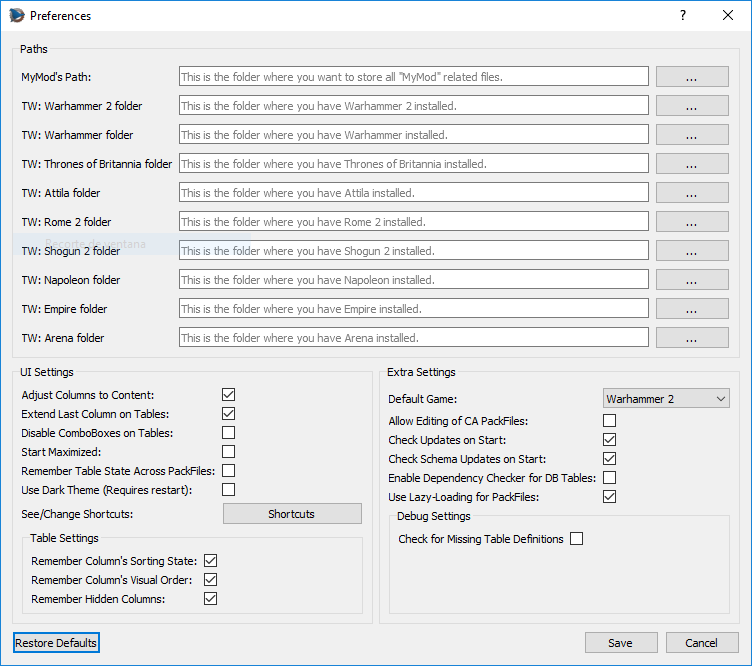 Preferences
?
Paths
MyMod's Path: This is the folder where you want to store all "MyMod" related files. ...
TW: Warhammer 2 folder This is the folder where you have Warhammer 2 installed. ...
TW: Warhammer folder This is the folder where you have Warhammer installed. ...
TW: Thrones of Britannia folder This is the folder where you have Thrones of Britannia installed. ...
TW: Attila folder This is the folder where you have Attila installed. ...
TW: Rome 2 folder This is the folder where you have Rome 2 installed. ...
Recorte de ventana
TW: Shogun 2 folder This is the folder where you have Shogun 2 installed. ...
TW: Napoleon folder This is the folder where you have Napoleon installed. ...
TW: Empire folder This is the folder where you have Empire installed. ...
TW: Arena folder This is the folder where you have Arena installed. ...
UI Settings
Adjust Columns to Content:
Extend Last Column on Tables:
Disable ComboBoxes on Tables:
Start Maximized:
Remember Table State Across PackFiles:
Use Dark Theme (Requires restart):
See/Change Shortcuts: Shortcuts
Table Settings
Remember Column's Sorting State:
Remember Column's Visual Order:
Remember Hidden Columns:
Extra Settings
Default Game: Warhammer 2
Allow Editing of CA PackFiles:
Check Updates on Start:
Check Schema Updates on Start:
Enable Dependency Checker for DB Tables:
Use Lazy-Loading for PackFiles:
Debug Settings
Check for Missing Table Definitions
Restore Defaults Save Cancel